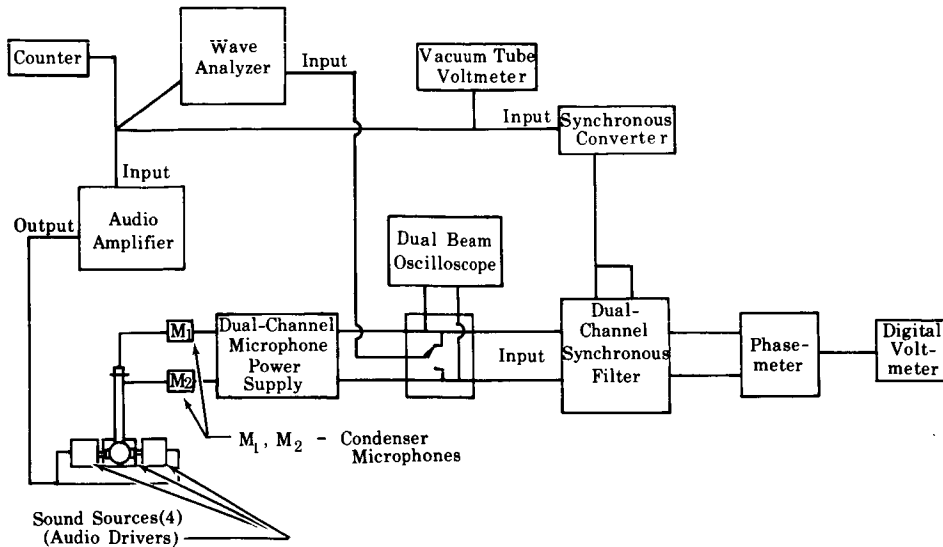 Counter
Wave
Analyzer
Input
Vacuum Tube
Voltmeter
Input
Synchronous
Converter
Input
Output
Audio
Amplifier
Dual Beam
Oscilloscope
M1
Dual-Channel
Microphone
Power
Supply
M2
Input
Dual-
Channel
Synchronous
Filter
Phase-
meter
Digital
Volt-
meter
M1, M2 - Condenser
Microphones
Sound Sources(4)
(Audio Drivers)